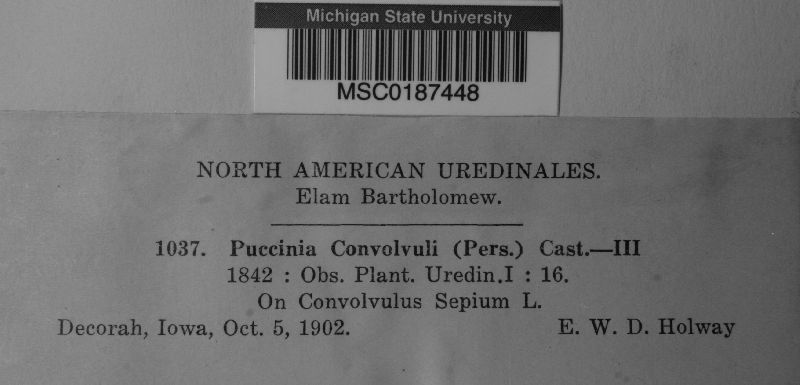 Michigan State University
MSC0187448
NORTH AMERICAN UREDINALES.
Elam Bartholomew.
1037. Puccinia Convolvuli (Pers.) Cast.—III
1842 : Obs. Plant. Uredin.I : 16.
On Convolvulus Sepium L.
Decorah, Iowa, Oct. 5, 1902. E. W. D. Holway